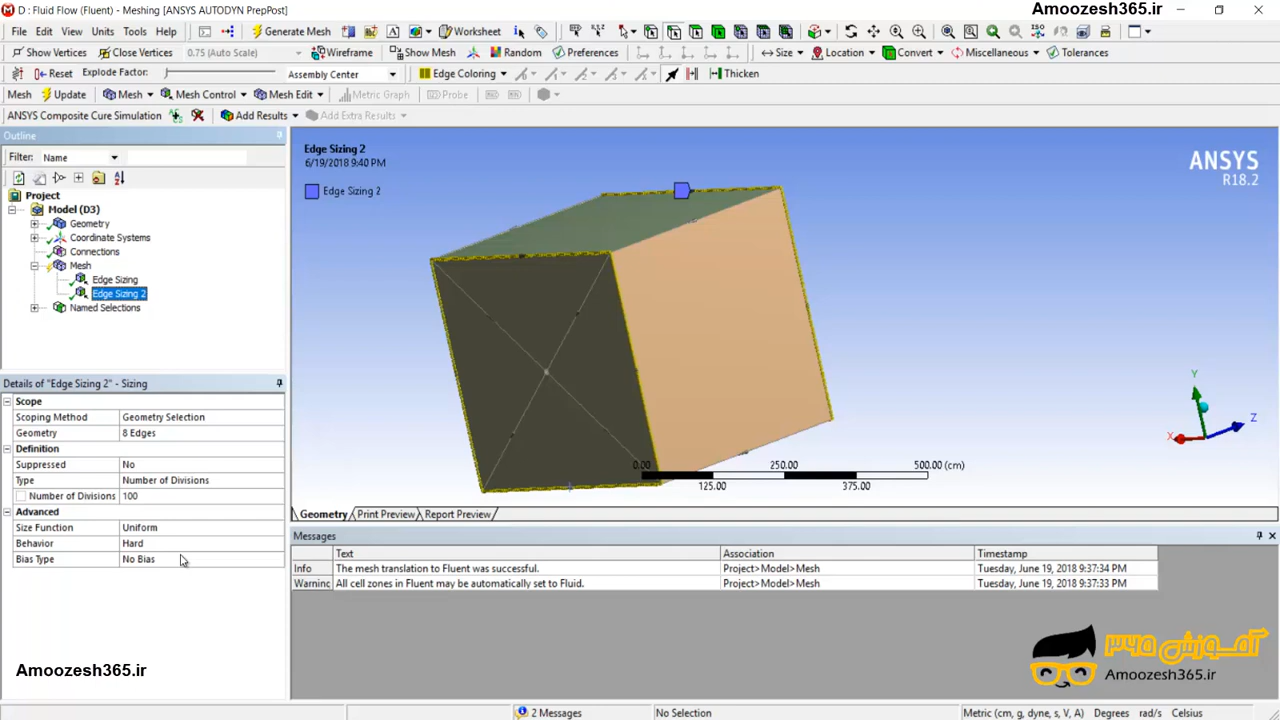 D : Fluid Flow (Fluent) - Meshing [ANSYS AUTODYN PrepPost]
Amoozesh365.ir
File Edit View Units Tools Help Generate Mesh Worksheet
Show Vertices Close Vertices 0.75 (Auto Scale) Wireframe Show Mesh Random Preferences Size Location Convert Miscellaneous Tolerances
Reset Explode Factor: Assembly Center Edge Coloring Thicken
Mesh Update Mesh Mesh Control Mesh Edit Metric Graph Probe
ANSYS Composite Cure Simulation Add Results Add Extra Results
Outline
Filter: Name
Project
Model (D3)
Geometry
Coordinate Systems
Connections
Mesh
Edge Sizing
Edge Sizing 2
Named Selections
Details of "Edge Sizing 2" - Sizing
Scope
Scoping Method Geometry Selection
Geometry 8 Edges
Definition
Suppressed No
Type Number of Divisions
Number of Divisions 100
Advanced
Size Function Uniform
Behavior Hard
Bias Type No Bias
Amoozesh365.ir
Edge Sizing 2
6/19/2018 9:40 PM
Edge Sizing 2
ANSYS
R18.2
Y
X
Z
0.00 250.00 500.00 (cm)
125.00 375.00
Geometry Print Preview Report Preview
Messages
Text Association Timestamp
Info The mesh translation to Fluent was successful. Project>Model>Mesh Tuesday, June 19, 2018 9:37:34 PM
Warning All cell zones in Fluent may be automatically set to Fluid. Project>Model>Mesh Tuesday, June 19, 2018 9:37:33 PM
آموزش ۳۶۵
Amoozesh365.ir
2 Messages No Selection Metric (cm, g, dyne, s, V, A) Degrees rad/s Celsius